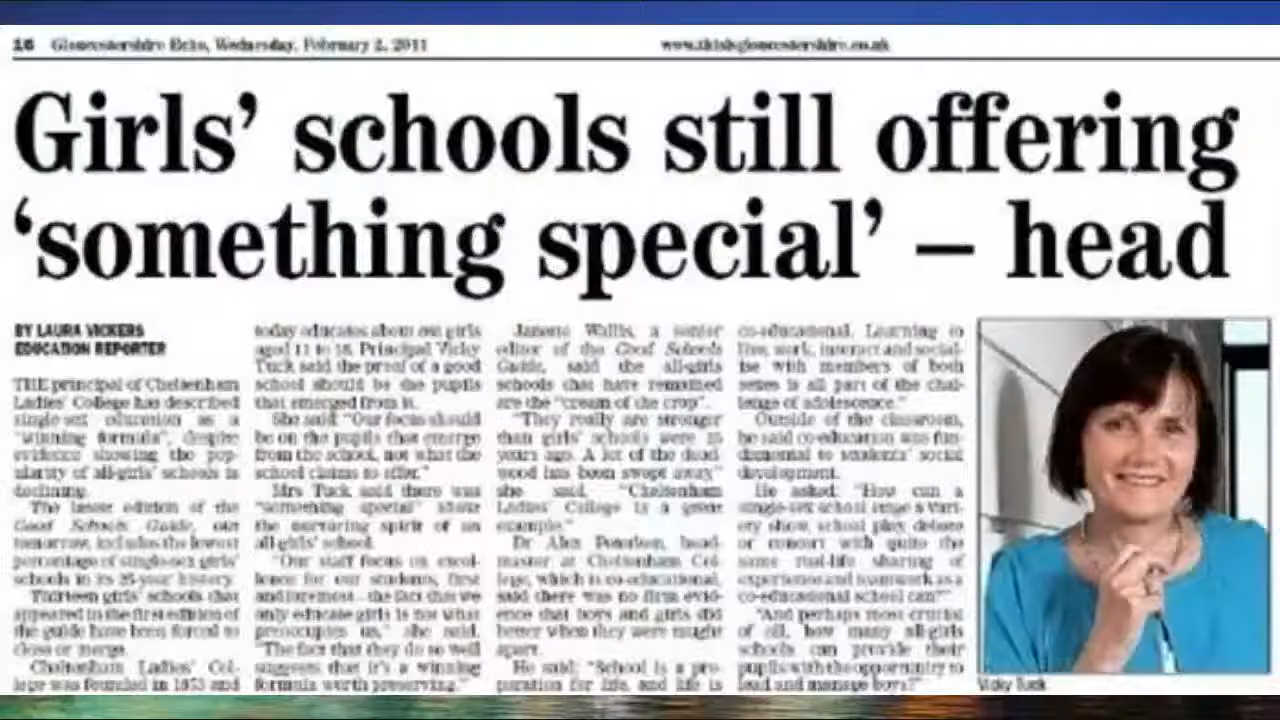 16 Gloucestershire Echo, Wednesday, February 2, 2011
www.thisisgloucestershire.co.uk
Girls’ schools still offering
‘something special’ – head
BY LAURA VICKERS
EDUCATION REPORTER
THE principal of Cheltenham
Ladies’ College has described
single-sex education as a
“winning formula”, despite
evidence showing the pop-
ularity of all-girls’ schools is
declining.
The latest edition of the
Good Schools Guide, out
tomorrow, includes the lowest
percentage of single-sex girls’
schools in its 25-year history.
Thirteen girls’ schools that
appeared in the first edition of
the guide have been forced to
close or merge.
Cheltenham Ladies’ Col-
lege was founded in 1853 and
today educates about girls
aged 11 to 18. Principal Vicky
Tuck said the proof of a good
school should be the pupils
that emerged from it.
She said: “Our focus should
be on the pupils that emerge
from the school, not what the
school claims to offer.”
Mrs Tuck said there was
“something special” about
the nurturing spirit of an
all-girls’ school.
“Our staff focus on excel-
lence for our students, first
and foremost – the fact that we
only educate girls is not what
preoccupies us,” she said.
“The fact that they do so well
suggests that it’s a winning
formula worth preserving.”
Janette Wallis, a senior
editor of the Good Schools
Guide, said the all-girls
schools that have remained
are the “cream of the crop”.
“They really are stronger
than girls’ schools were 25
years ago. A lot of the dead-
wood has been swept away”
she said. “Cheltenham
Ladies’ College is a great
example.”
Dr Alex Peterken, head-
master at Cheltenham Col-
lege, which is co-educational,
said there was no firm evid-
ence that boys and girls did
better when they were taught
apart.
He said: “School is a pre-
paration for life, and life is
co-educational. Learning to
live, work, interact and social-
ise with members of both
sexes is all part of the chal-
lenge of adolescence.”
Outside of the classroom,
he said co-education was fun-
damental to students’ social
development.
He asked: “How can a
single-sex school stage a vari-
ety show, school play, debate
or concert with quite the
same real-life sharing of
experience and teamwork as a
co-educational school can?”
“And perhaps most crucial
of all, how many all-girls
schools can provide their
pupils with the opportunity to
lead and manage boys?”
Vicky Tuck